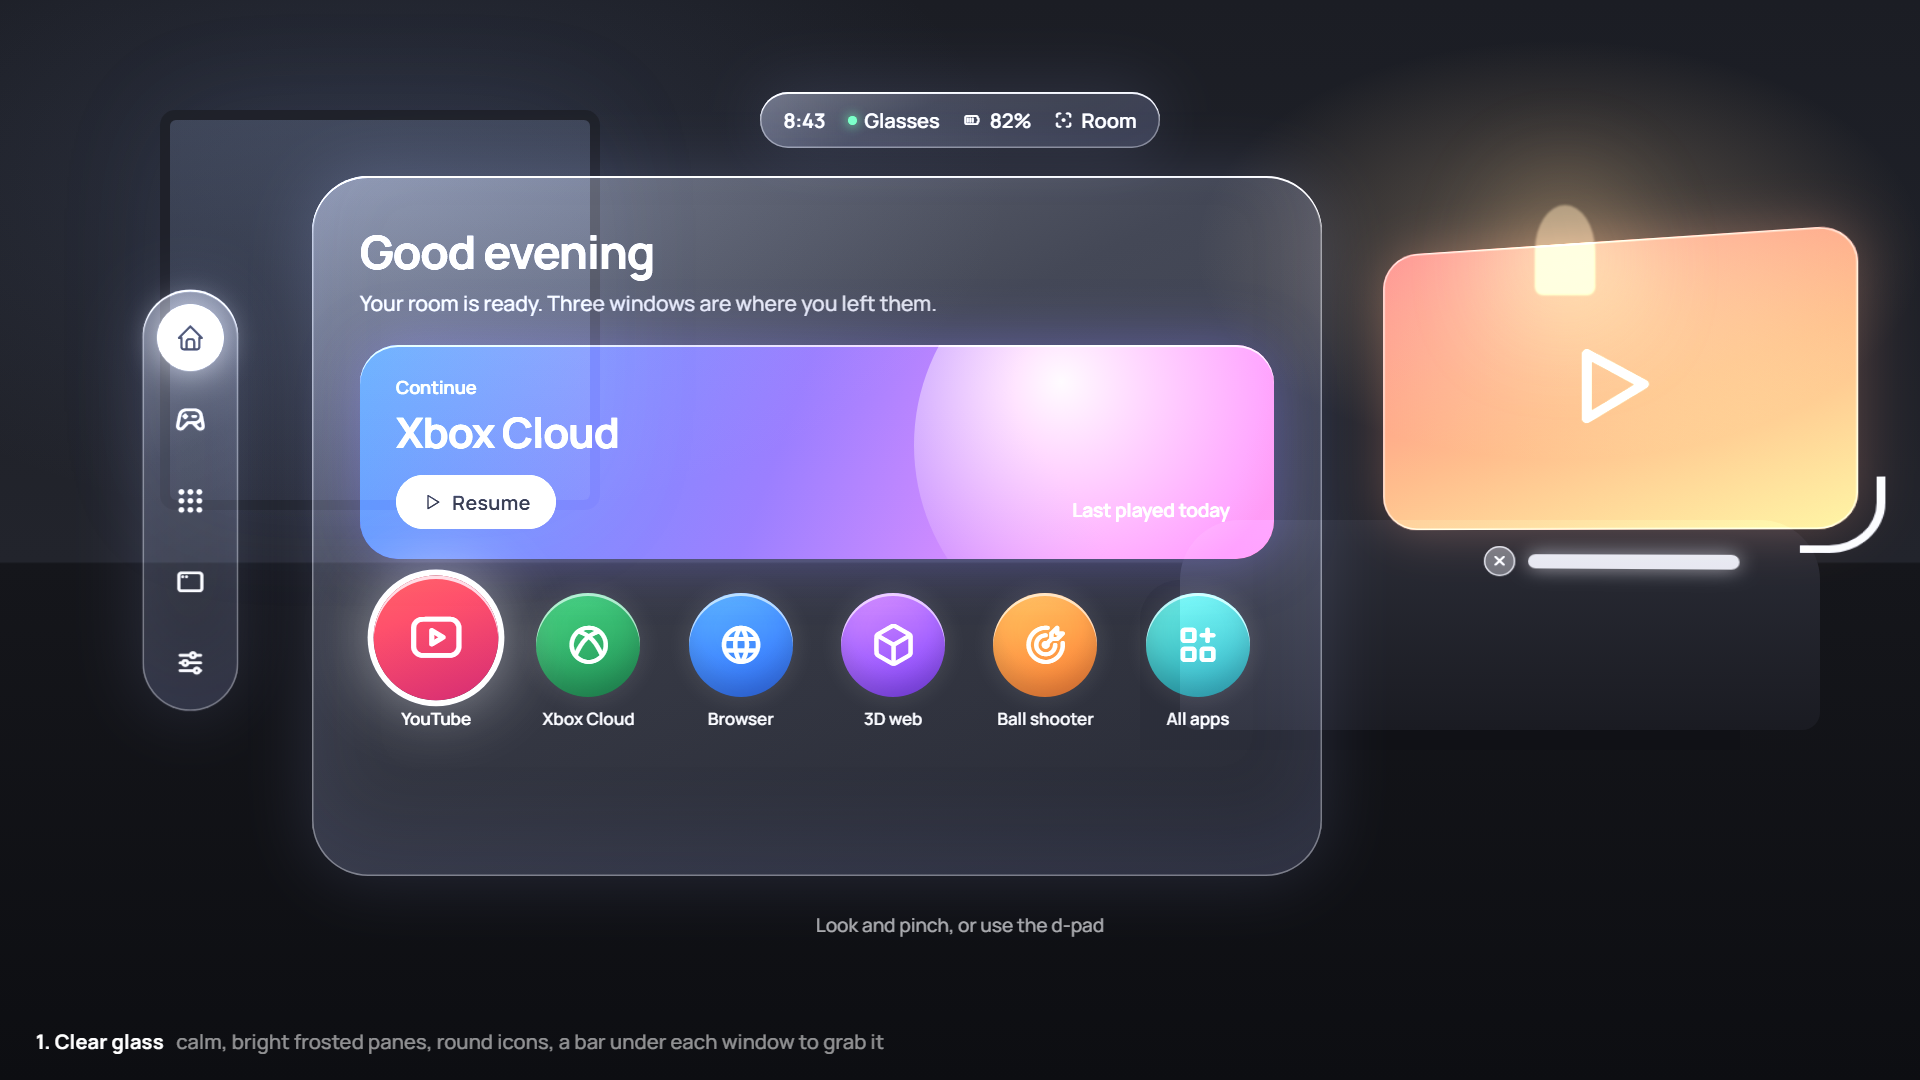 8:43 Glasses 82% Room
Good evening
Your room is ready. Three windows are where you left them.
Continue
Xbox Cloud
Resume
Last played today
YouTube
Xbox Cloud
Browser
3D web
Ball shooter
All apps
Look and pinch, or use the d-pad
1. Clear glass calm, bright frosted panes, round icons, a bar under each window to grab it